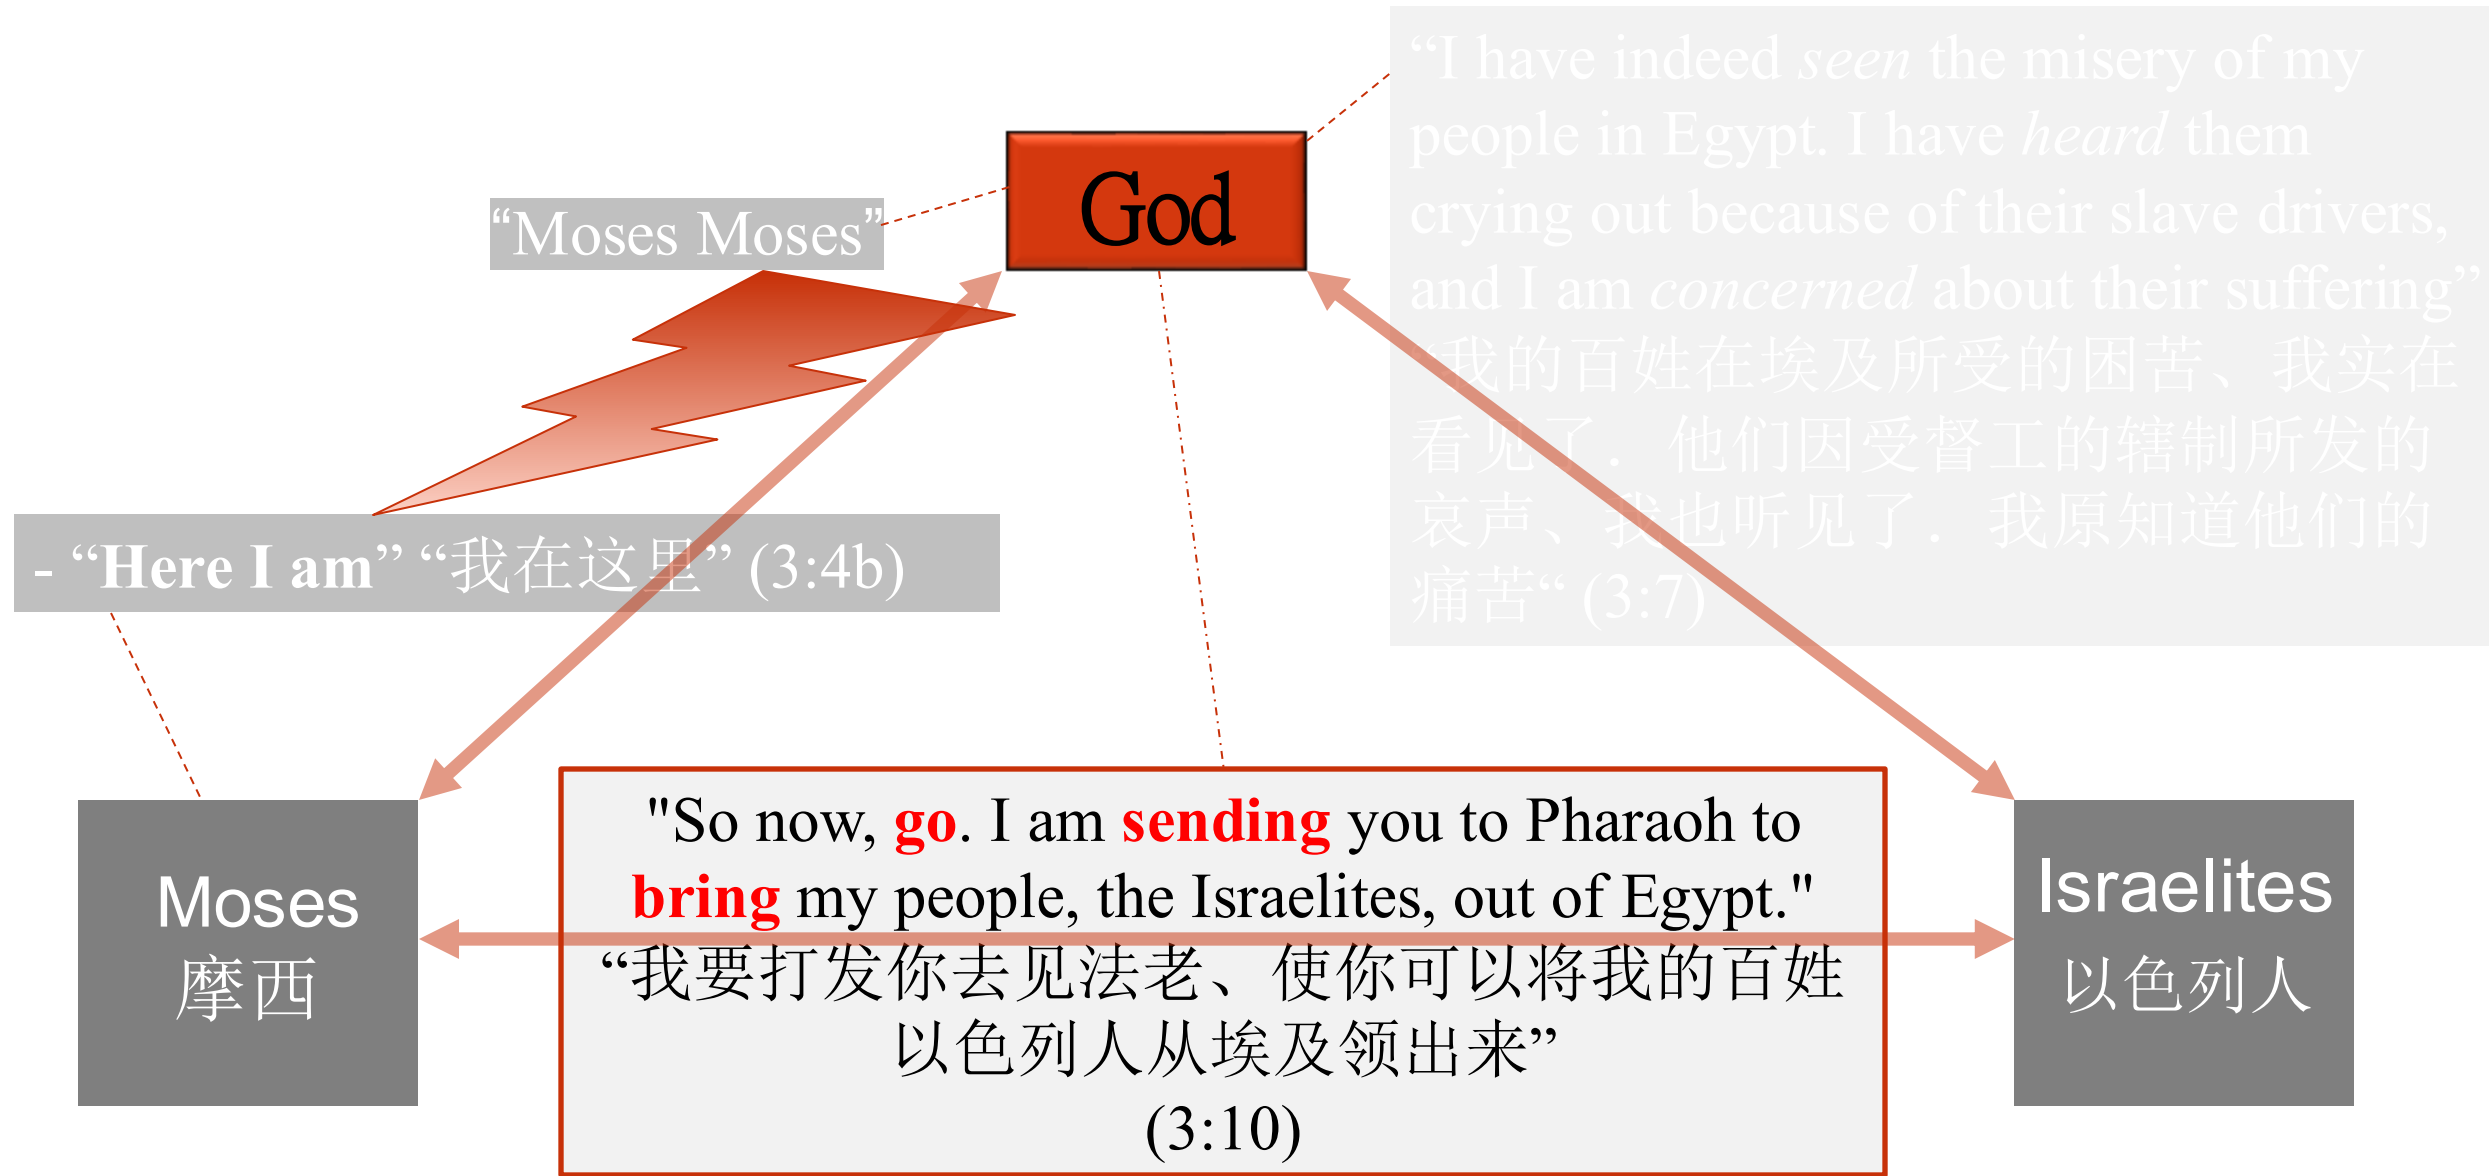 “I have indeed seen the misery of my
people in Egypt. I have heard them
crying out because of their slave drivers,
and I am concerned about their suffering”
“我的百姓在埃及所受的困苦、我实在
看见了．他们因受督工的辖制所发的
哀声、我也听见了．我原知道他们的
痛苦“ (3:7)
God
“Moses Moses”
- “Here I am” “我在这里” (3:4b)
Moses
摩西
"So now, go. I am sending you to Pharaoh to
bring my people, the Israelites, out of Egypt."
“我要打发你去见法老、使你可以将我的百姓
以色列人从埃及领出来”
(3:10)
Israelites
以色列人